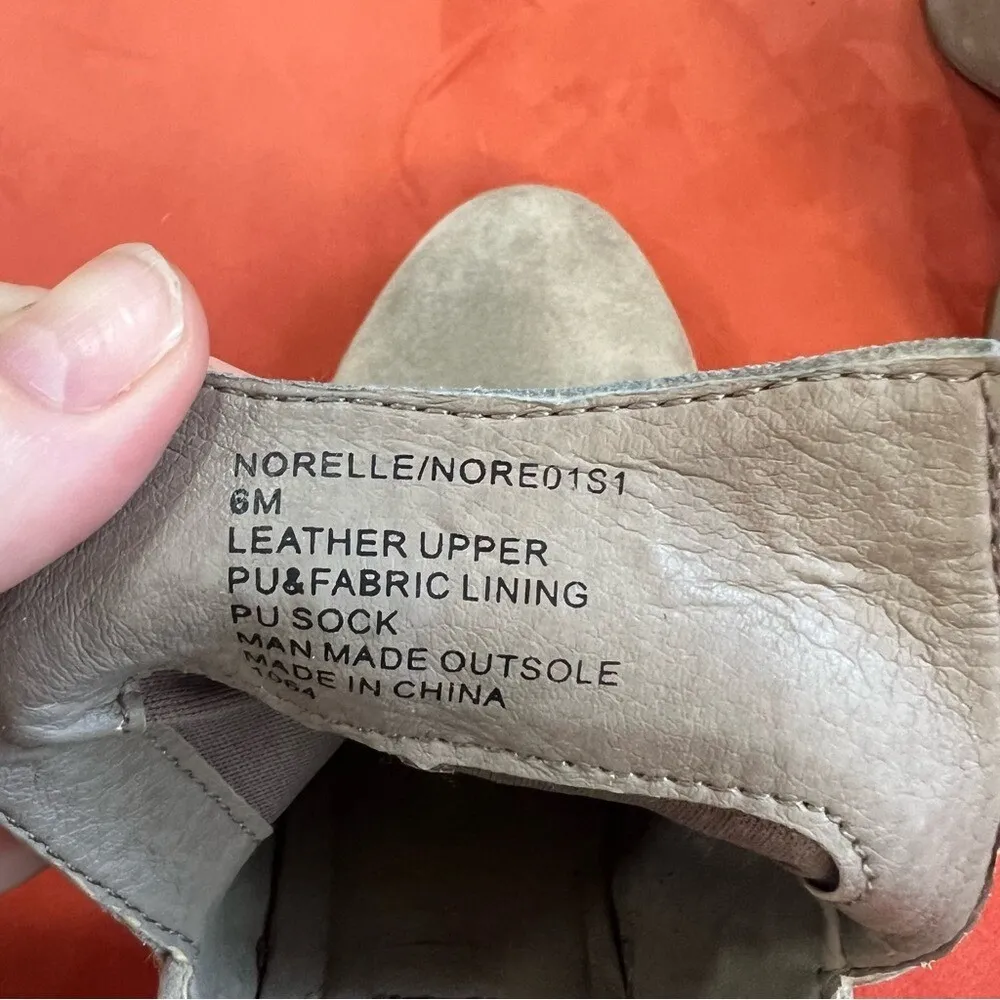 NORELLE/NORE01S1
6M
LEATHER UPPER
PU&FABRIC LINING
PU SOCK
MAN MADE OUTSOLE
MADE IN CHINA